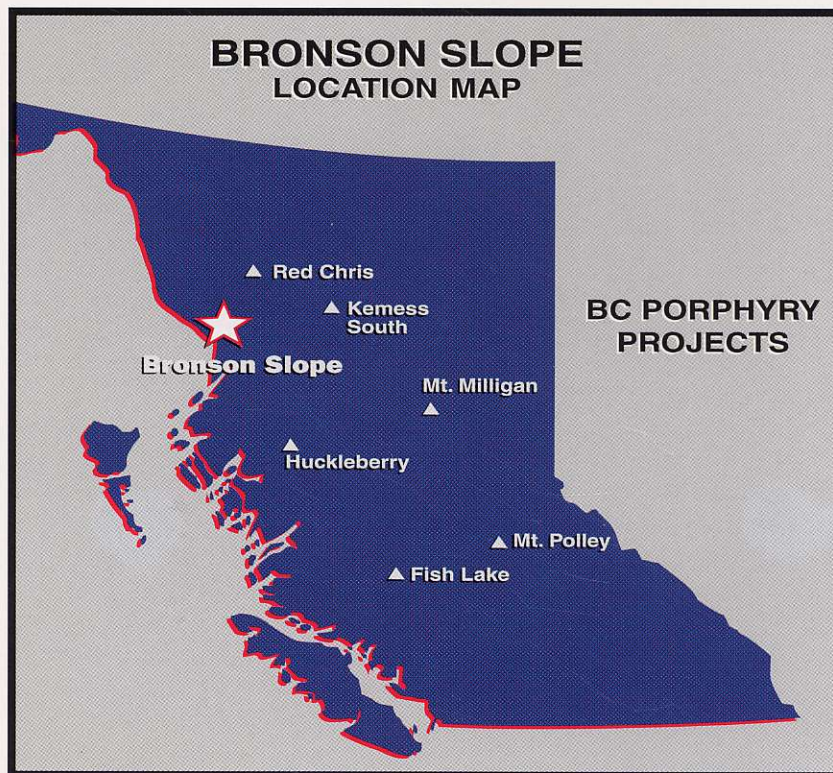 BRONSON SLOPE
LOCATION MAP
Red Chris
Kemess
South
BC PORPHYRY
PROJECTS
Bronson Slope
Mt. Milligan
Huckleberry
Mt. Polley
Fish Lake